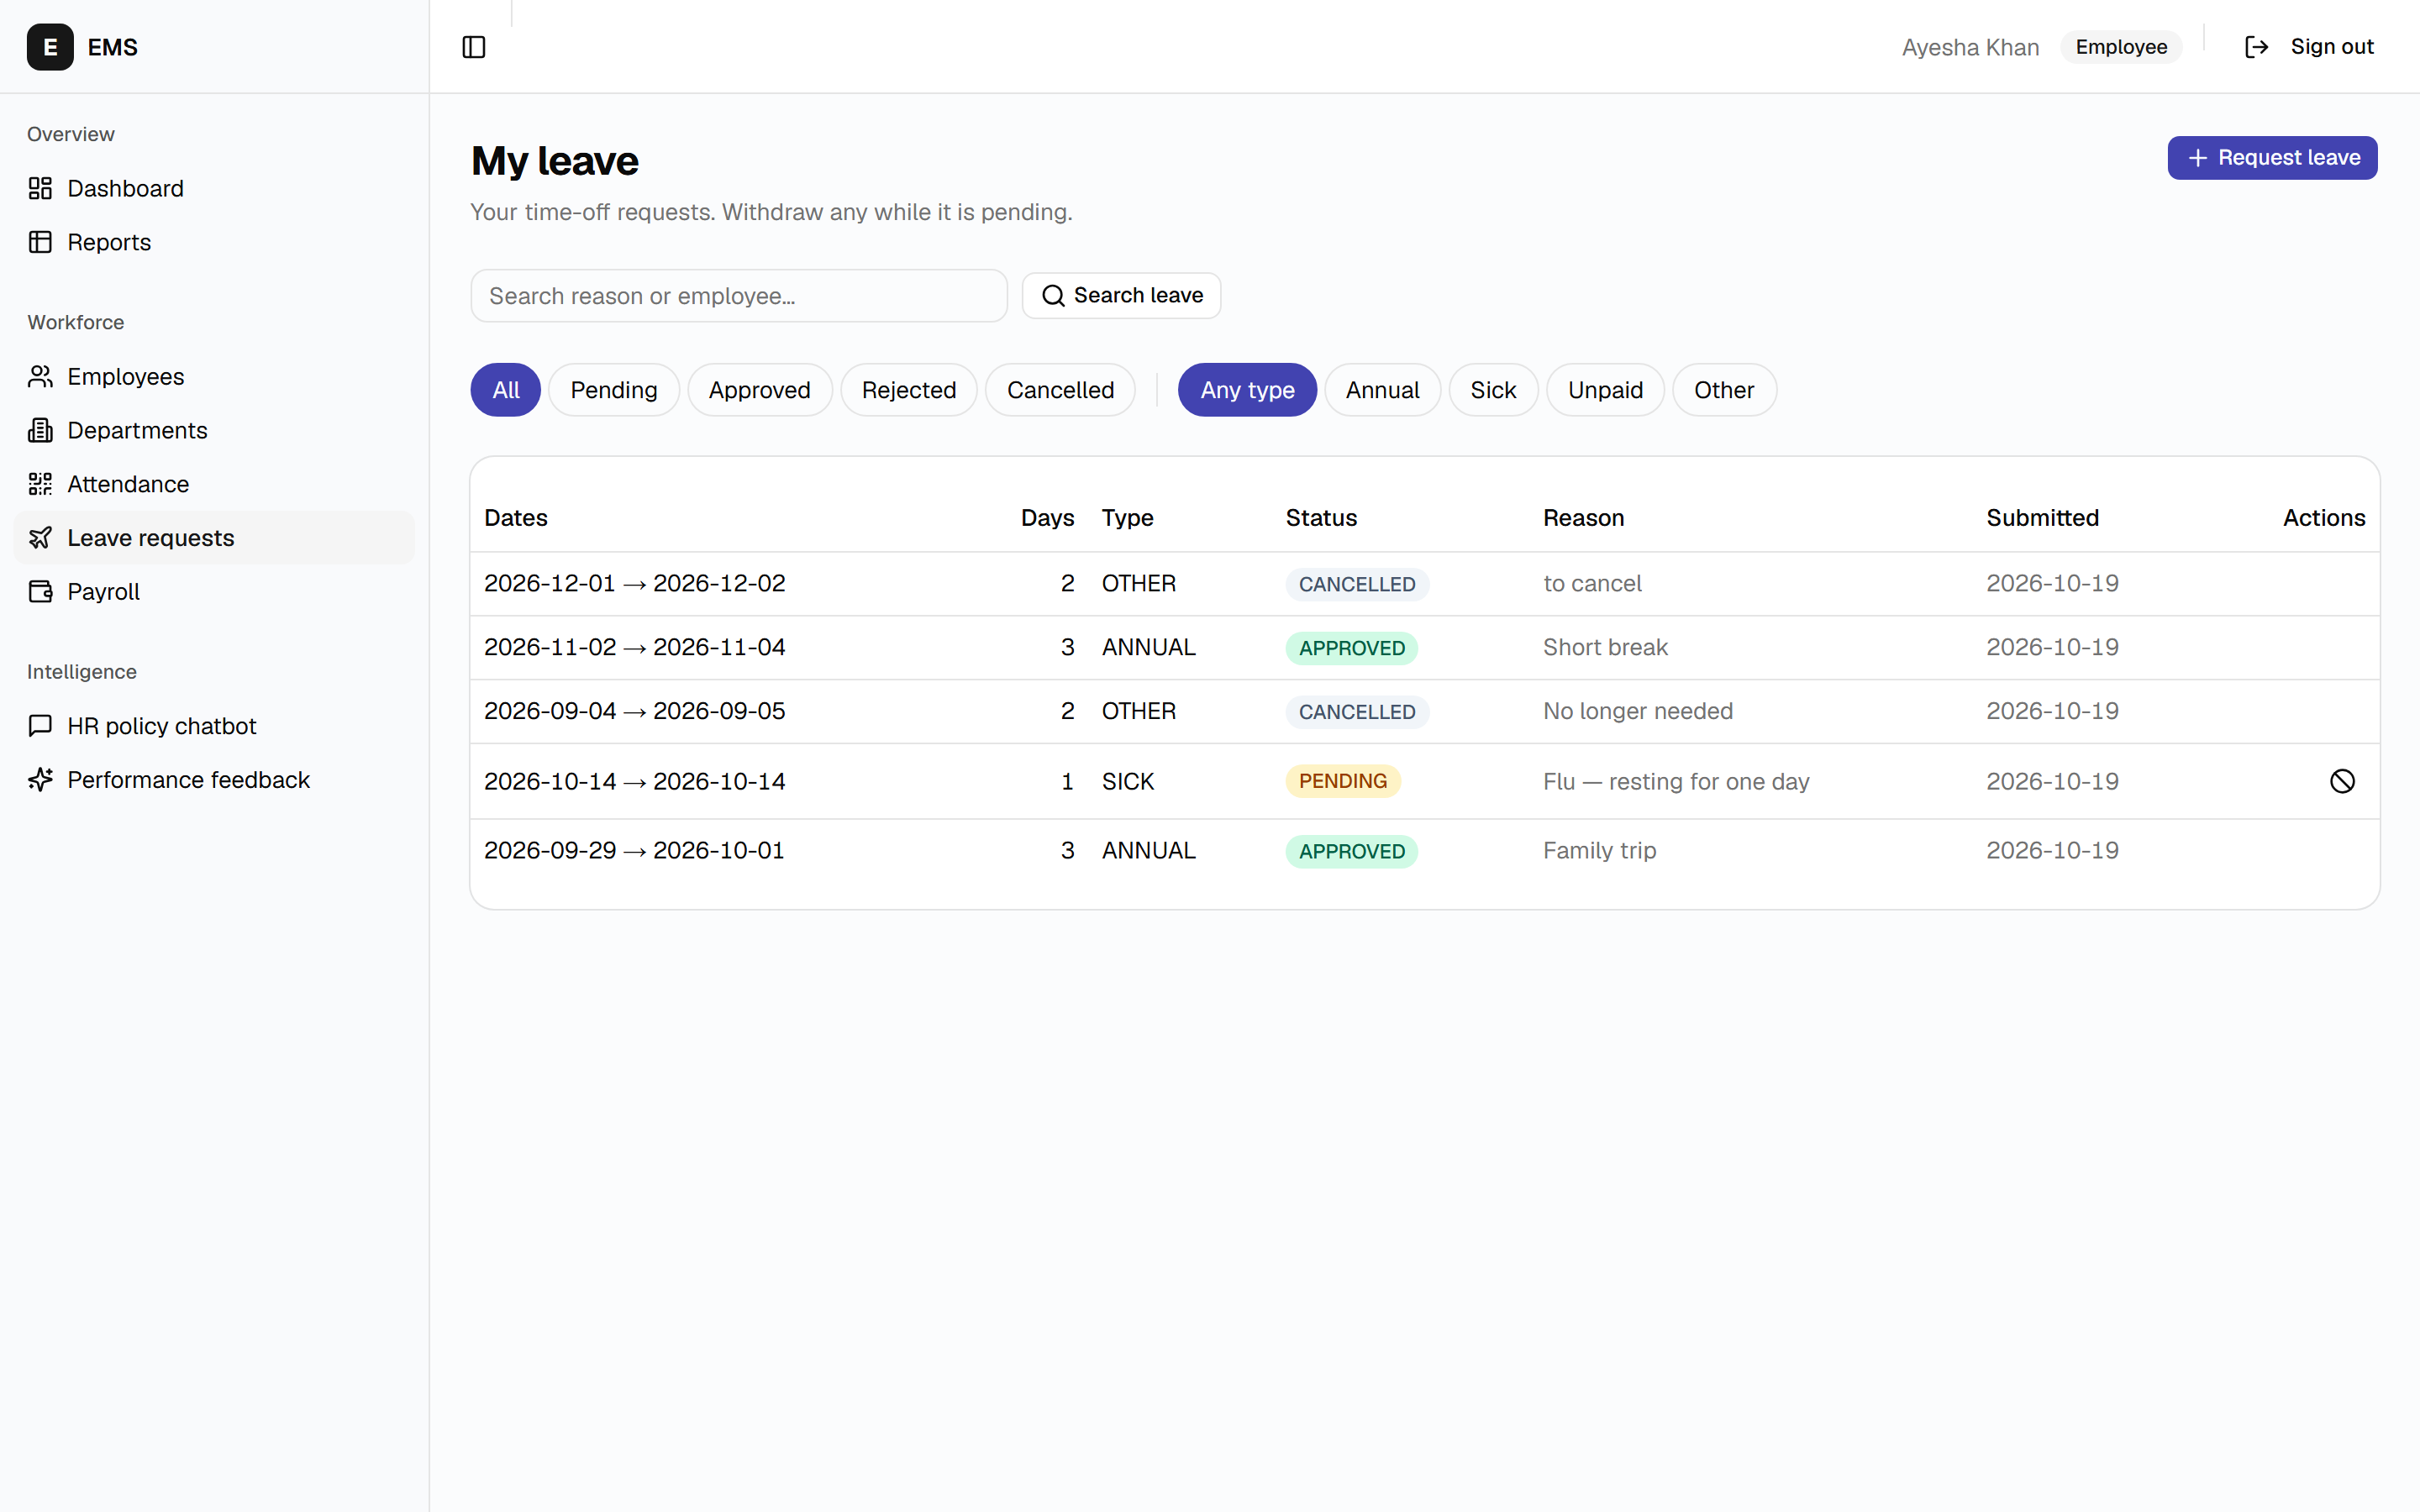 E EMS
Ayesha Khan Employee Sign out
Overview
Dashboard
Reports
Workforce
Employees
Departments
Attendance
Leave requests
Payroll
Intelligence
HR policy chatbot
Performance feedback
My leave
Request leave
Your time-off requests. Withdraw any while it is pending.
Search reason or employee... Search leave
All Pending Approved Rejected Cancelled Any type Annual Sick Unpaid Other
Dates Days Type Status Reason Submitted Actions
2026-12-01 → 2026-12-02 2 OTHER CANCELLED to cancel 2026-10-19
2026-11-02 → 2026-11-04 3 ANNUAL APPROVED Short break 2026-10-19
2026-09-04 → 2026-09-05 2 OTHER CANCELLED No longer needed 2026-10-19
2026-10-14 → 2026-10-14 1 SICK PENDING Flu — resting for one day 2026-10-19
2026-09-29 → 2026-10-01 3 ANNUAL APPROVED Family trip 2026-10-19